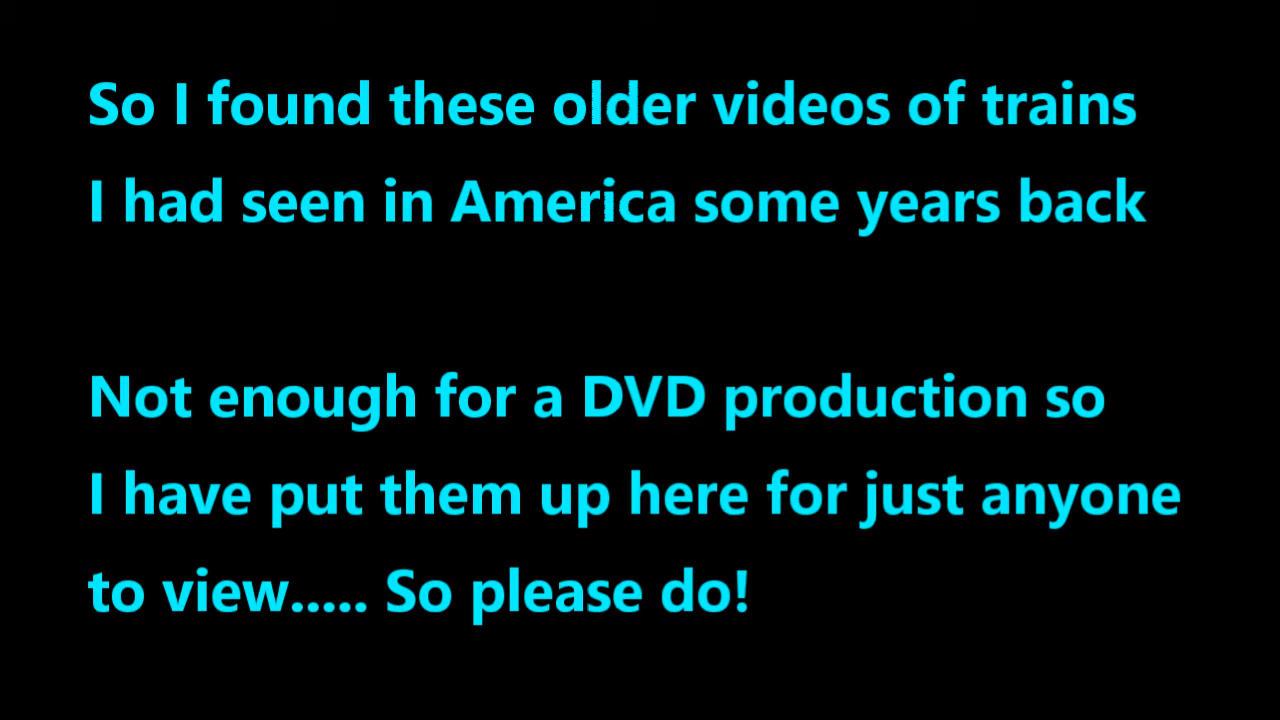 So I found these older videos of trains
I had seen in America some years back
Not enough for a DVD production so
I have put them up here for just anyone
to view..... So please do!